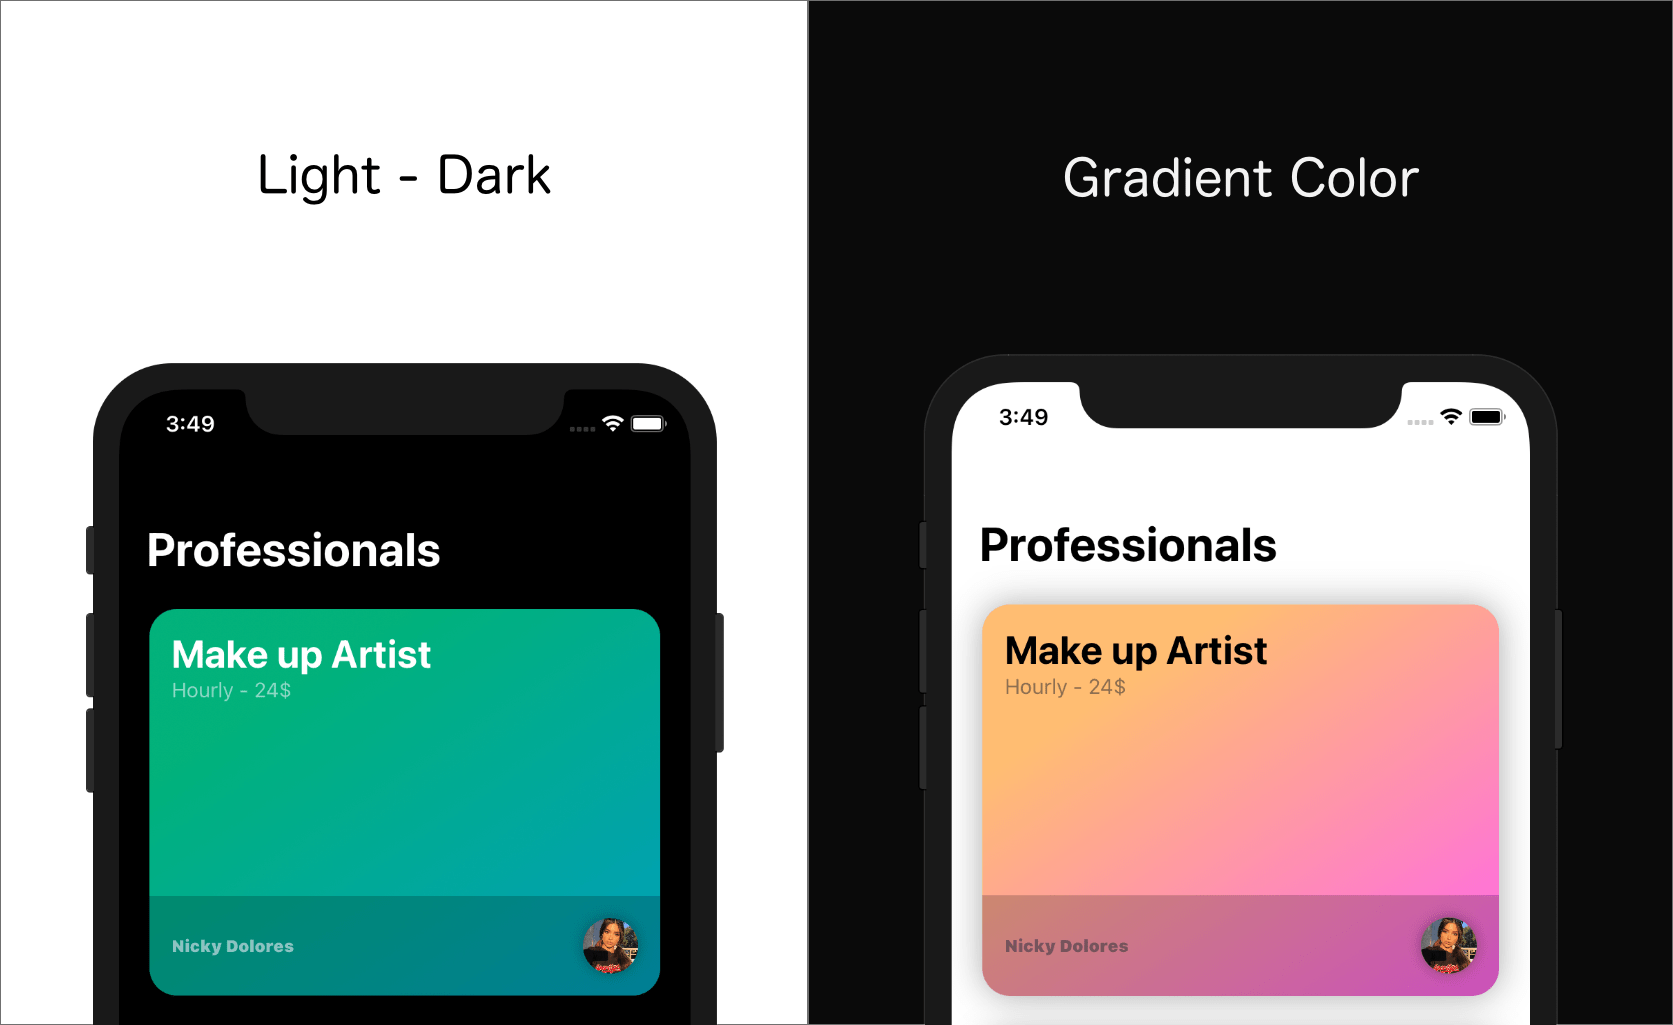 Light - Dark
3:49
Professionals
Make up Artist
Hourly - 24$
Nicky Dolores
Gradient Color
3:49
Professionals
Make up Artist
Hourly - 24$
Nicky Dolores